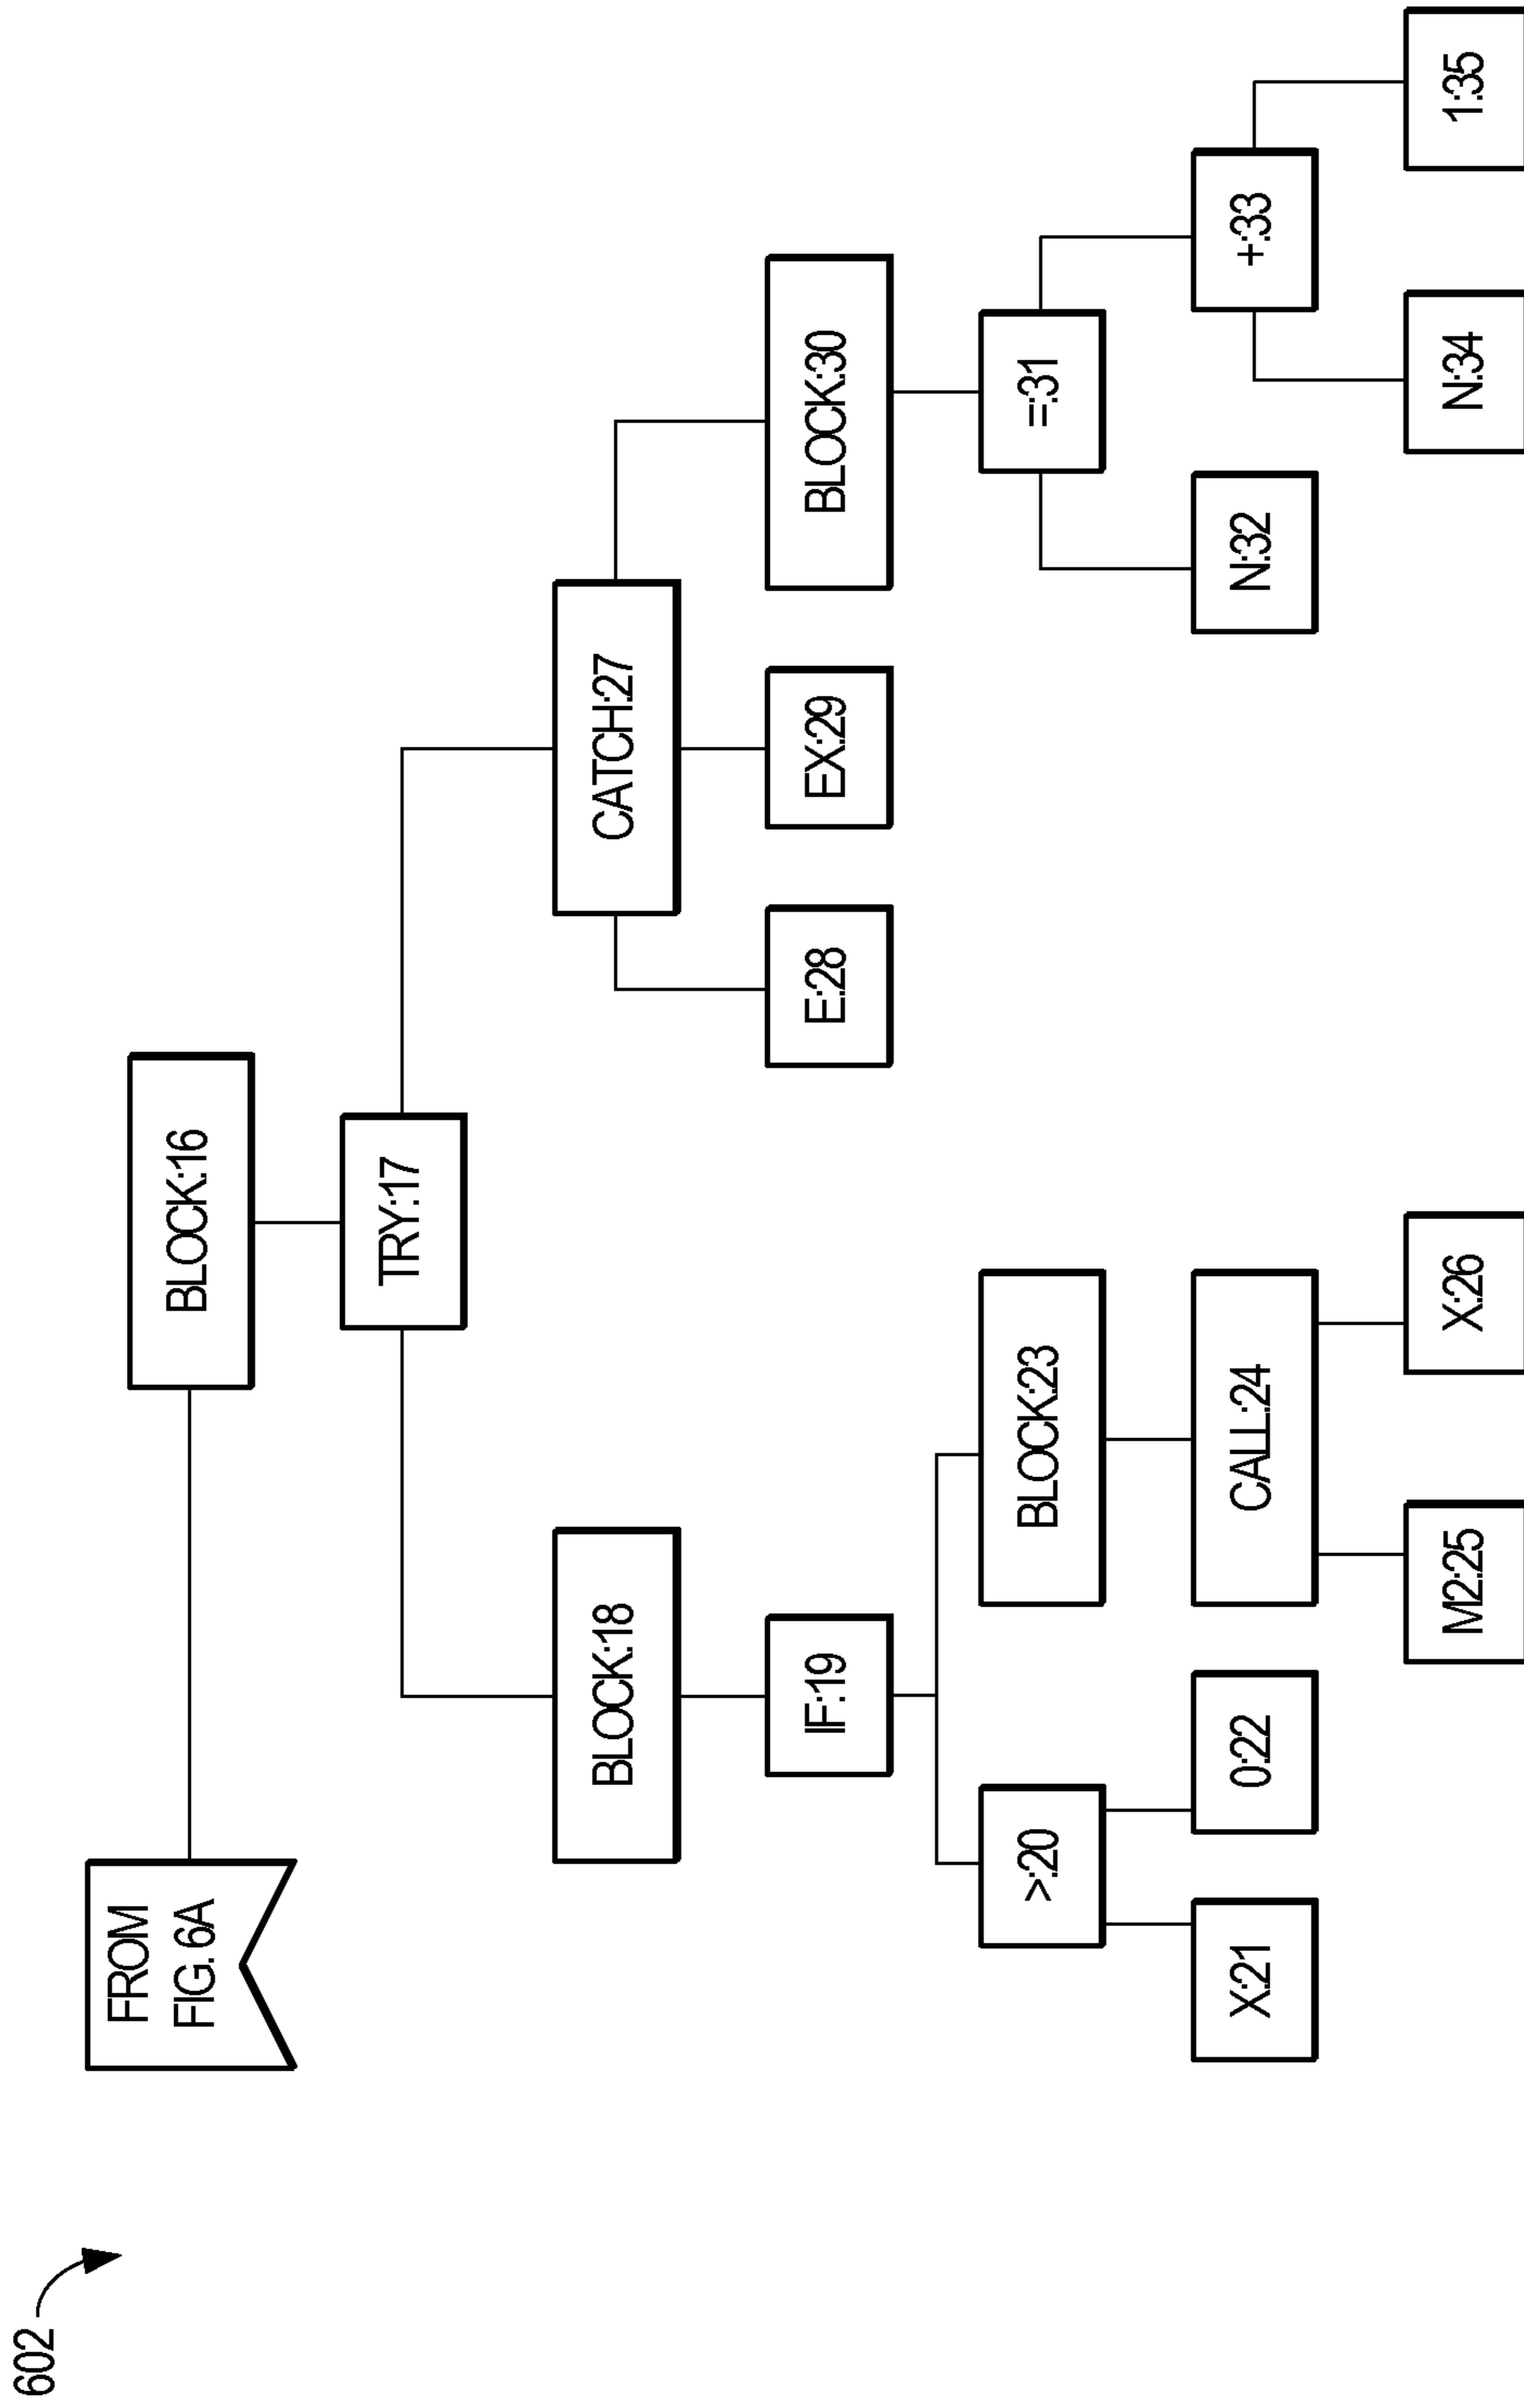 602
FROM
FIG. 6A
BLOCK:16
TRY:17
BLOCK:18
CATCH:27
IF:19
E:28
EX:29
BLOCK:30
>:20
BLOCK:23
=:31
X:21
0:22
CALL:24
N:32
+:33
M2:25
X:26
N:34
1:35